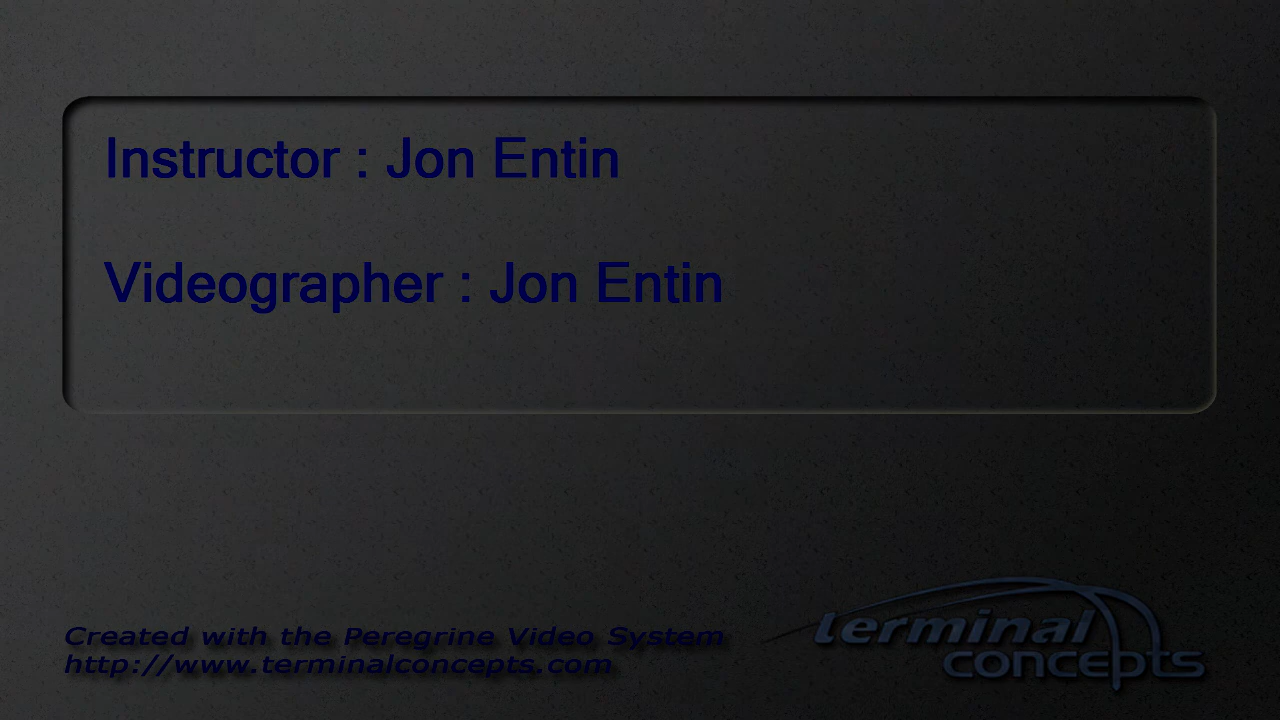 Instructor : Jon Entin
Videographer : Jon Entin
Created with the Peregrine Video System
http://www.terminalconcepts.com
terminal
concepts